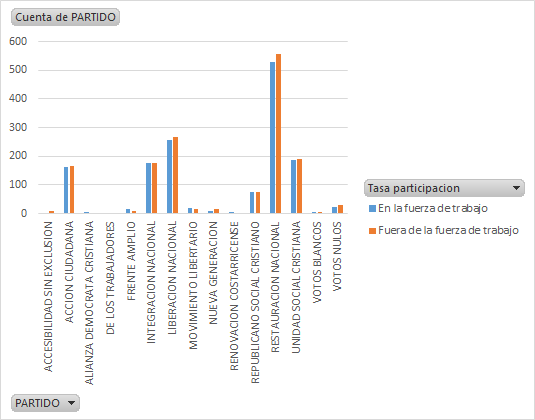 Cuenta de PARTIDO
600
500
400
300
200
100
0
ACCESIBILIDAD SIN EXCLUSION
ACCION CIUDADANA
ALIANZA DEMOCRATA CRISTIANA
DE LOS TRABAJADORES
FRENTE AMPLIO
INTEGRACION NACIONAL
LIBERACION NACIONAL
MOVIMIENTO LIBERTARIO
NUEVA GENERACION
RENOVACION COSTARRICENSE
REPUBLICANO SOCIAL CRISTIANO
RESTAURACION NACIONAL
UNIDAD SOCIAL CRISTIANA
VOTOS BLANCOS
VOTOS NULOS
Tasa participacion
En la fuerza de trabajo
Fuera de la fuerza de trabajo
PARTIDO